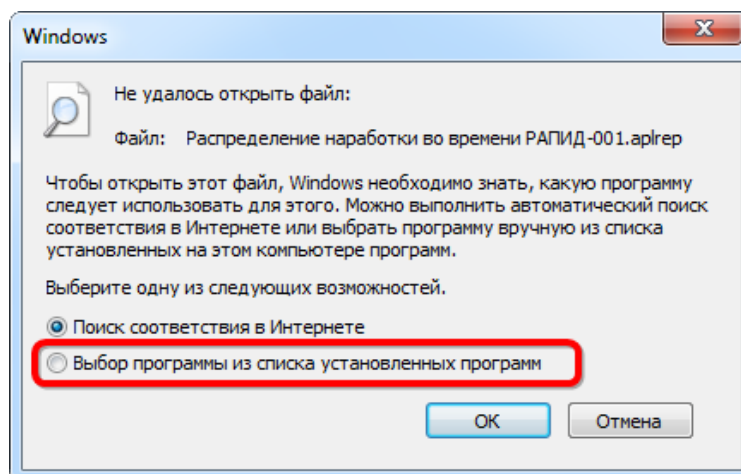 Windows
Не удалось открыть файл:
Файл: Распределение наработки во времени РАПИД-001.aplrep
Чтобы открыть этот файл, Windows необходимо знать, какую программу
следует использовать для этого. Можно выполнить автоматический поиск
соответствия в Интернете или выбрать программу вручную из списка
установленных на этом компьютере программ.
Выберите одну из следующих возможностей.
Поиск соответствия в Интернете
Выбор программы из списка установленных программ
ОК
Отмена